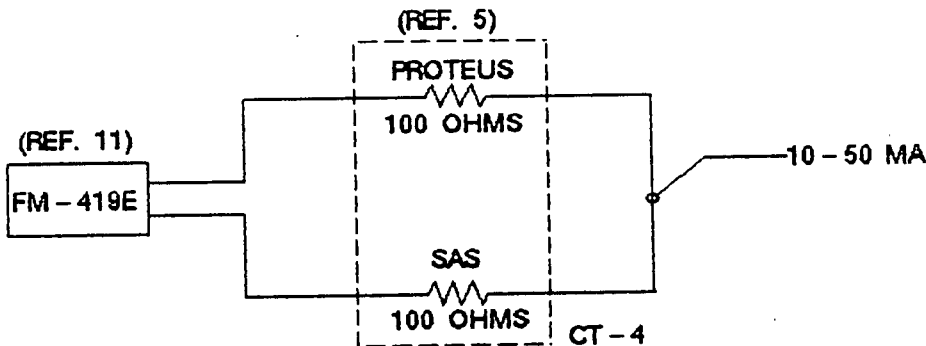 (REF. 5)
PROTEUS
100 OHMS
(REF. 11)
FM-419E
10-50 MA
SAS
100 OHMS
CT-4